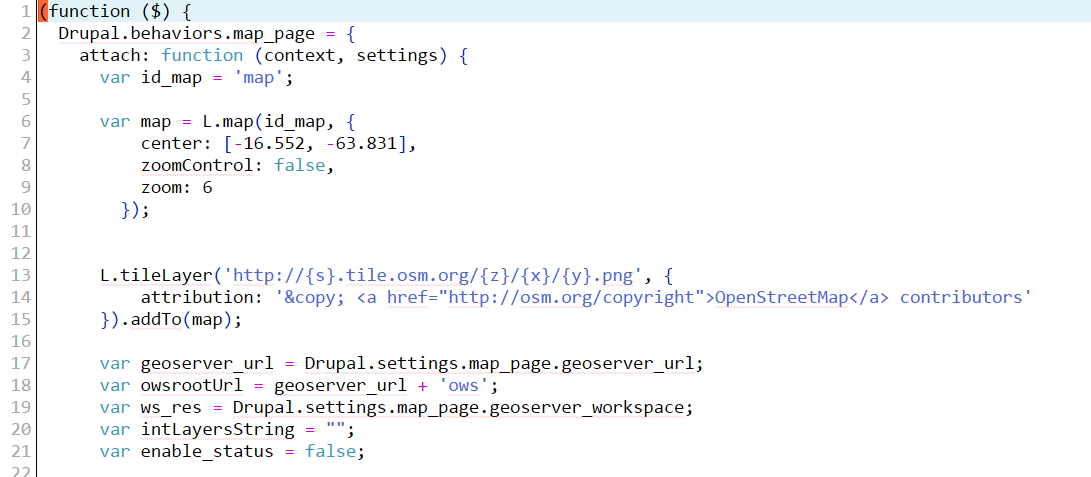 1 (function ($) {
2 Drupal.behaviors.map_page = {
3 attach: function (context, settings) {
4 var id_map = 'map';
5
6 var map = L.map(id_map, {
7 center: [-16.552, -63.831],
8 zoomControl: false,
9 zoom: 6
10 });
11
12
13 L.tileLayer('http://{s}.tile.osm.org/{z}/{x}/{y}.png', {
14 attribution: '&copy; <a href="http://osm.org/copyright">OpenStreetMap</a> contributors'
15 }).addTo(map);
16
17 var geoserver_url = Drupal.settings.map_page.geoserver_url;
18 var owsrootUrl = geoserver_url + 'ows';
19 var ws_res = Drupal.settings.map_page.geoserver_workspace;
20 var intLayersString = "";
21 var enable_status = false;
22